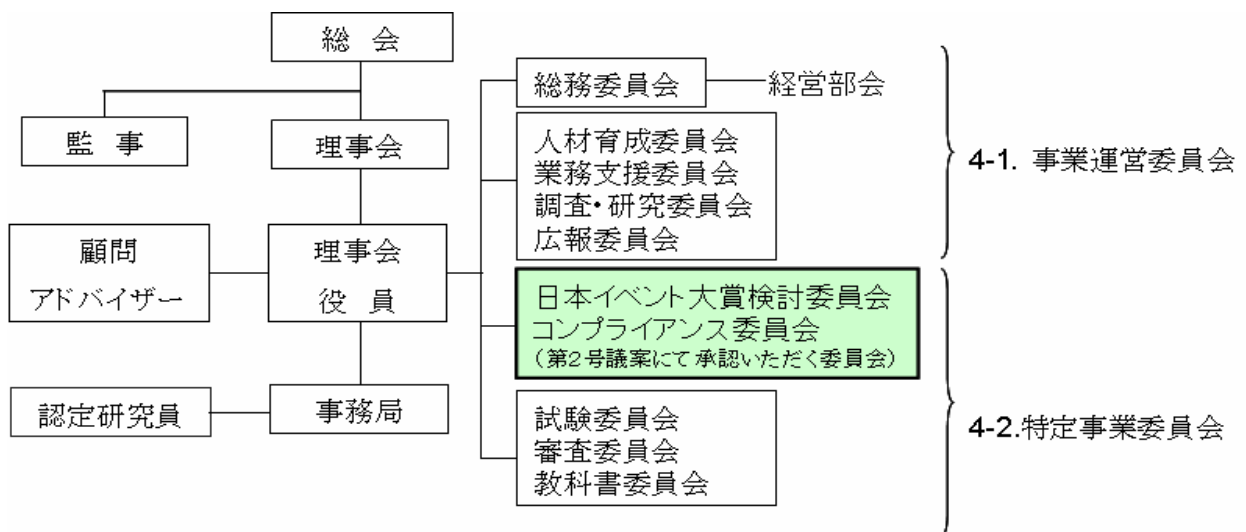 総 会
監 事
理事会
顧問
アドバイザー
理事会
役 員
認定研究員
事務局
総務委員会
経営部会
人材育成委員会
業務支援委員会
調査・研究委員会
広報委員会
日本イベント大賞検討委員会
コンプライアンス委員会
(第2号議案にて承認いただく委員会)
試験委員会
審査委員会
教科書委員会
4-1. 事業運営委員会
4-2.特定事業委員会